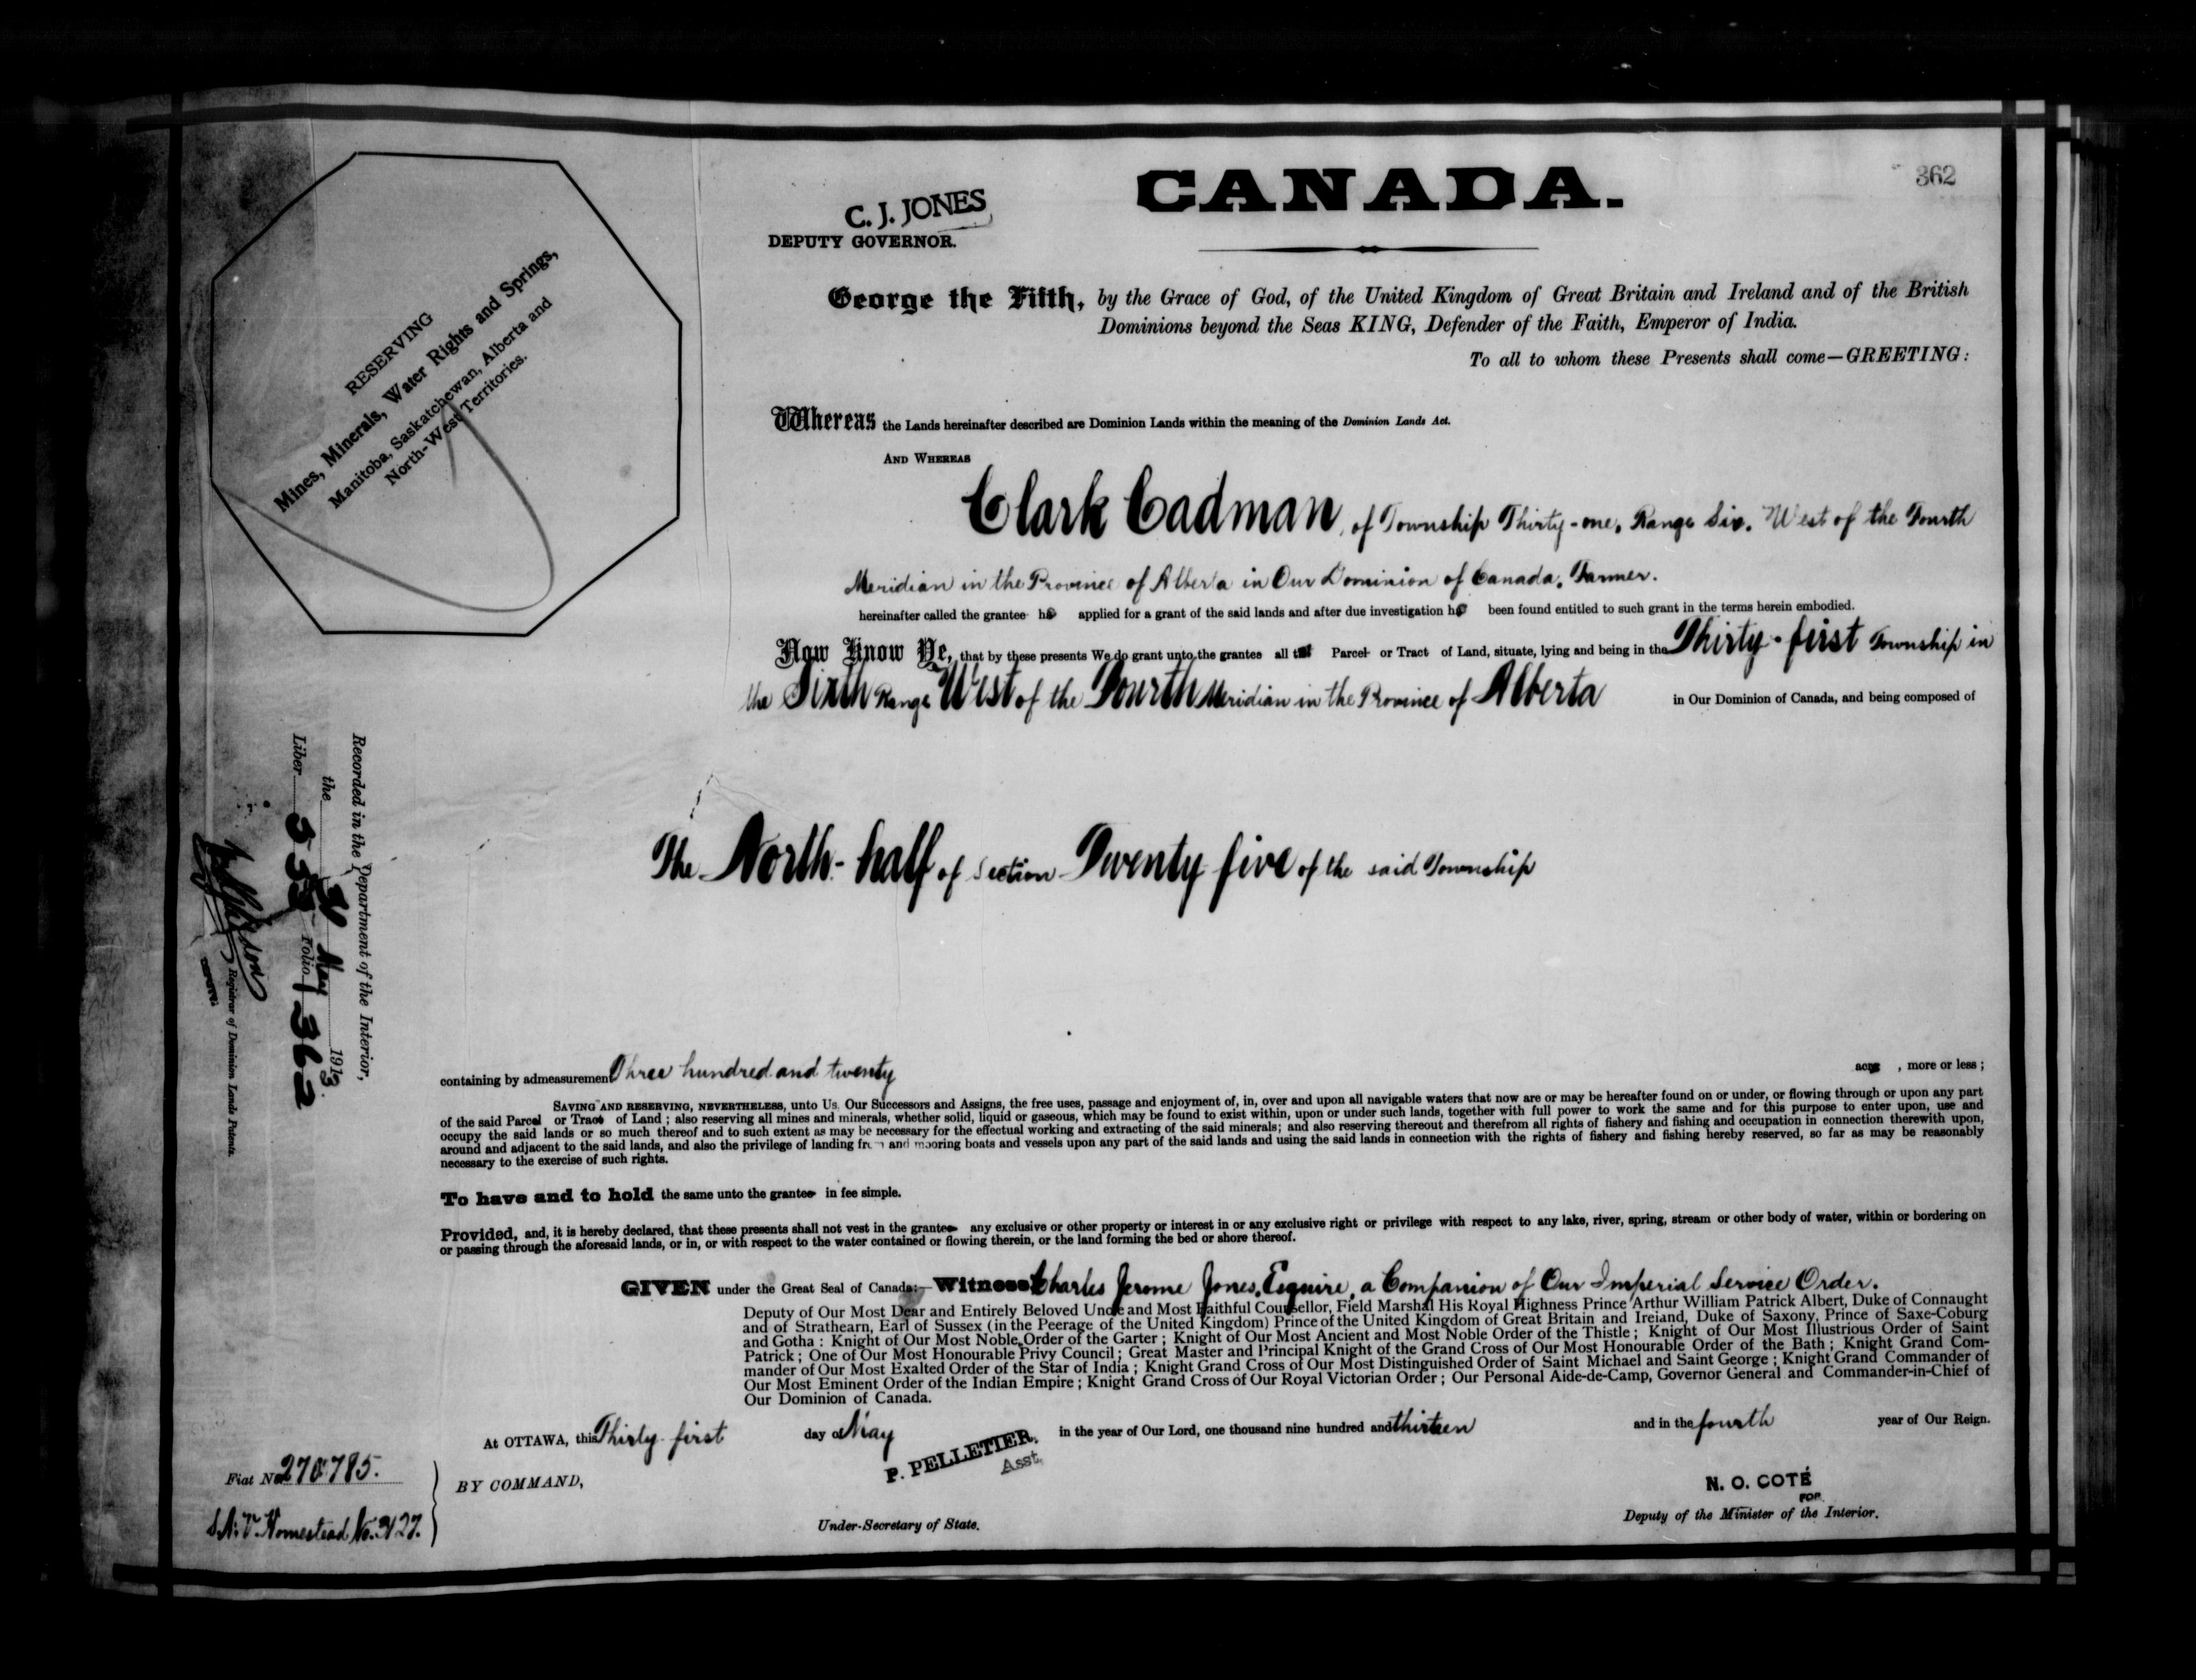 CANADA.
362
C. J. JONES
DEPUTY GOVERNOR.
RESERVING
Mines, Minerals, Water Rights and Springs,
Manitoba, Saskatchewan, Alberta and
North-West Territories.
George the Fifth, by the Grace of God, of the United Kingdom of Great Britain and Ireland and of the British
Dominions beyond the Seas KING, Defender of the Faith, Emperor of India.
To all to whom these Presents shall come—GREETING:
Whereas the Lands hereinafter described are Dominion Lands within the meaning of the Dominion Lands Act.
AND WHEREAS
Clark Cadman, of Township Thirty-one, Range Six, West of the Fourth
Meridian in the Province of Alberta in Our Dominion of Canada, Farmer.
hereinafter called the grantee has applied for a grant of the said lands and after due investigation has been found entitled to such grant in the terms herein embodied.
Now Know Ye, that by these presents We do grant unto the grantee all that Parcel or Tract of Land, situate, lying and being in the Thirty-first Township in
the Sixth Range West of the Fourth Meridian in the Province of Alberta in Our Dominion of Canada, and being composed of
The North-half of Section Twenty five of the said Township
Recorded in the Department of the Interior,
the 31 May 1913
Liber 553 Folio 362
Registrar of Dominion Lands Patents.
containing by admeasurement Three hundred and twenty acres, more or less;
SAVING AND RESERVING, NEVERTHELESS, unto Us, Our Successors and Assigns, the free uses, passage and enjoyment of, in, over and upon all navigable waters that now are or may be hereafter found on or under, or flowing through or upon any part
of the said Parcel or Tract of Land; also reserving all mines and minerals, whether solid, liquid or gaseous, which may be found to exist within, upon or under such lands, together with full power to work the same and for this purpose to enter upon, use and
occupy the said lands or so much thereof and to such extent as may be necessary for the effectual working and extracting of the said minerals; and also reserving thereout and therefrom all rights of fishery and fishing and occupation in connection therewith upon,
around and adjacent to the said lands, and also the privilege of landing from and mooring boats and vessels upon any part of the said lands and using the said lands in connection with the rights of fishery and fishing hereby reserved, so far as may be reasonably
necessary to the exercise of such rights.
To have and to hold the same unto the grantee in fee simple.
Provided, and, it is hereby declared, that these presents shall not vest in the grantee any exclusive or other property or interest in or any exclusive right or privilege with respect to any lake, river, spring, stream or other body of water, within or bordering on
or passing through the aforesaid lands, or in, or with respect to the water contained or flowing therein, or the land forming the bed or shore thereof.
GIVEN under the Great Seal of Canada:—Witness Charles Jerome Jones, Esquire, a Companion of Our Imperial Service Order.
Deputy of Our Most Dear and Entirely Beloved Uncle and Most Faithful Counsellor, Field Marshal His Royal Highness Prince Arthur William Patrick Albert, Duke of Connaught
and of Strathearn, Earl of Sussex (in the Peerage of the United Kingdom) Prince of the United Kingdom of Great Britain and Ireland, Duke of Saxony, Prince of Saxe-Coburg
and Gotha: Knight of Our Most Noble Order of the Garter; Knight of Our Most Ancient and Most Noble Order of the Thistle; Knight of Our Most Illustrious Order of Saint
Patrick; One of Our Most Honourable Privy Council; Great Master and Principal Knight of the Grand Cross of Our Most Honourable Order of the Bath; Knight Grand Com-
mander of Our Most Exalted Order of the Star of India; Knight Grand Cross of Our Most Distinguished Order of Saint Michael and Saint George; Knight Grand Commander of
Our Most Eminent Order of the Indian Empire; Knight Grand Cross of Our Royal Victorian Order; Our Personal Aide-de-Camp, Governor General and Commander-in-Chief of
Our Dominion of Canada.
At OTTAWA, this Thirty first day of May in the year of Our Lord, one thousand nine hundred and thirteen and in the fourth year of Our Reign.
Fiat No. 270785.
BY COMMAND,
P. PELLETIER,
Asst.
N. O. COTÉ
FOR
S.A.V. Homestead No. 3127.
Under-Secretary of State.
Deputy of the Minister of the Interior.